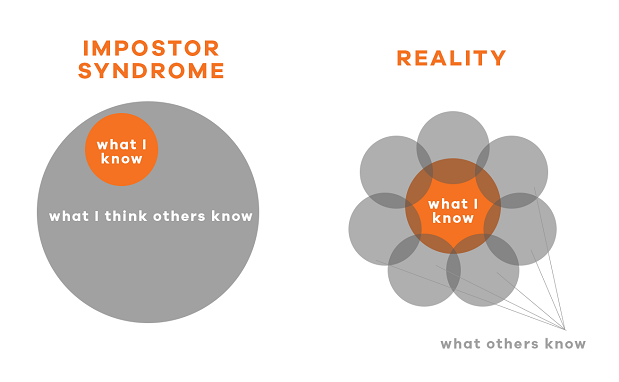 IMPOSTOR
SYNDROME
what I
know
what I think others know
REALITY
what I
know
what others know